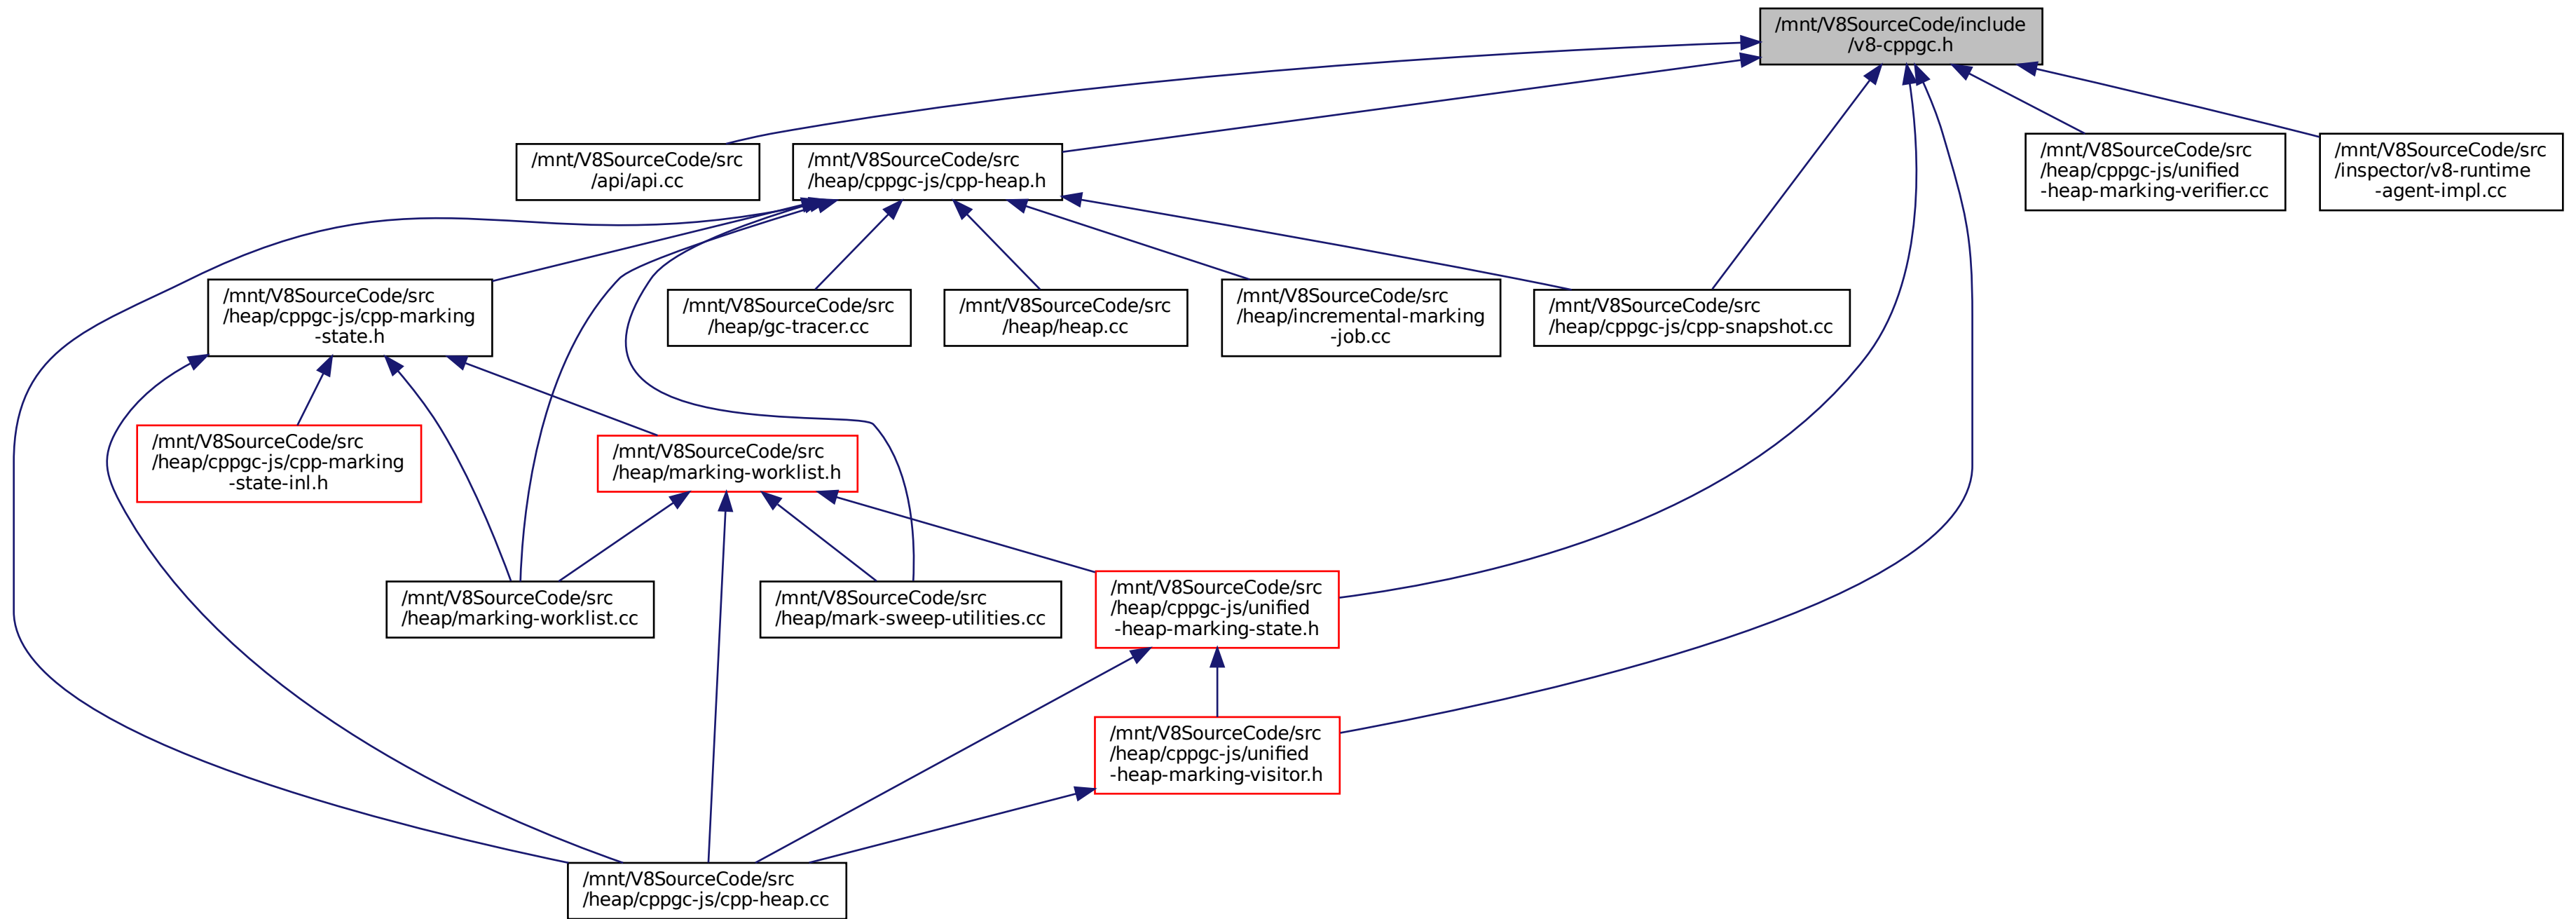 /mnt/V8SourceCode/include
/v8-cppgc.h
/mnt/V8SourceCode/src
/api/api.cc
/mnt/V8SourceCode/src
/heap/cppgc-js/cpp-heap.h
/mnt/V8SourceCode/src
/heap/cppgc-js/unified
-heap-marking-verifier.cc
/mnt/V8SourceCode/src
/inspector/v8-runtime
-agent-impl.cc
/mnt/V8SourceCode/src
/heap/cppgc-js/cpp-marking
-state.h
/mnt/V8SourceCode/src
/heap/gc-tracer.cc
/mnt/V8SourceCode/src
/heap/heap.cc
/mnt/V8SourceCode/src
/heap/incremental-marking
-job.cc
/mnt/V8SourceCode/src
/heap/cppgc-js/cpp-snapshot.cc
/mnt/V8SourceCode/src
/heap/cppgc-js/cpp-marking
-state-inl.h
/mnt/V8SourceCode/src
/heap/marking-worklist.h
/mnt/V8SourceCode/src
/heap/marking-worklist.cc
/mnt/V8SourceCode/src
/heap/mark-sweep-utilities.cc
/mnt/V8SourceCode/src
/heap/cppgc-js/unified
-heap-marking-state.h
/mnt/V8SourceCode/src
/heap/cppgc-js/unified
-heap-marking-visitor.h
/mnt/V8SourceCode/src
/heap/cppgc-js/cpp-heap.cc